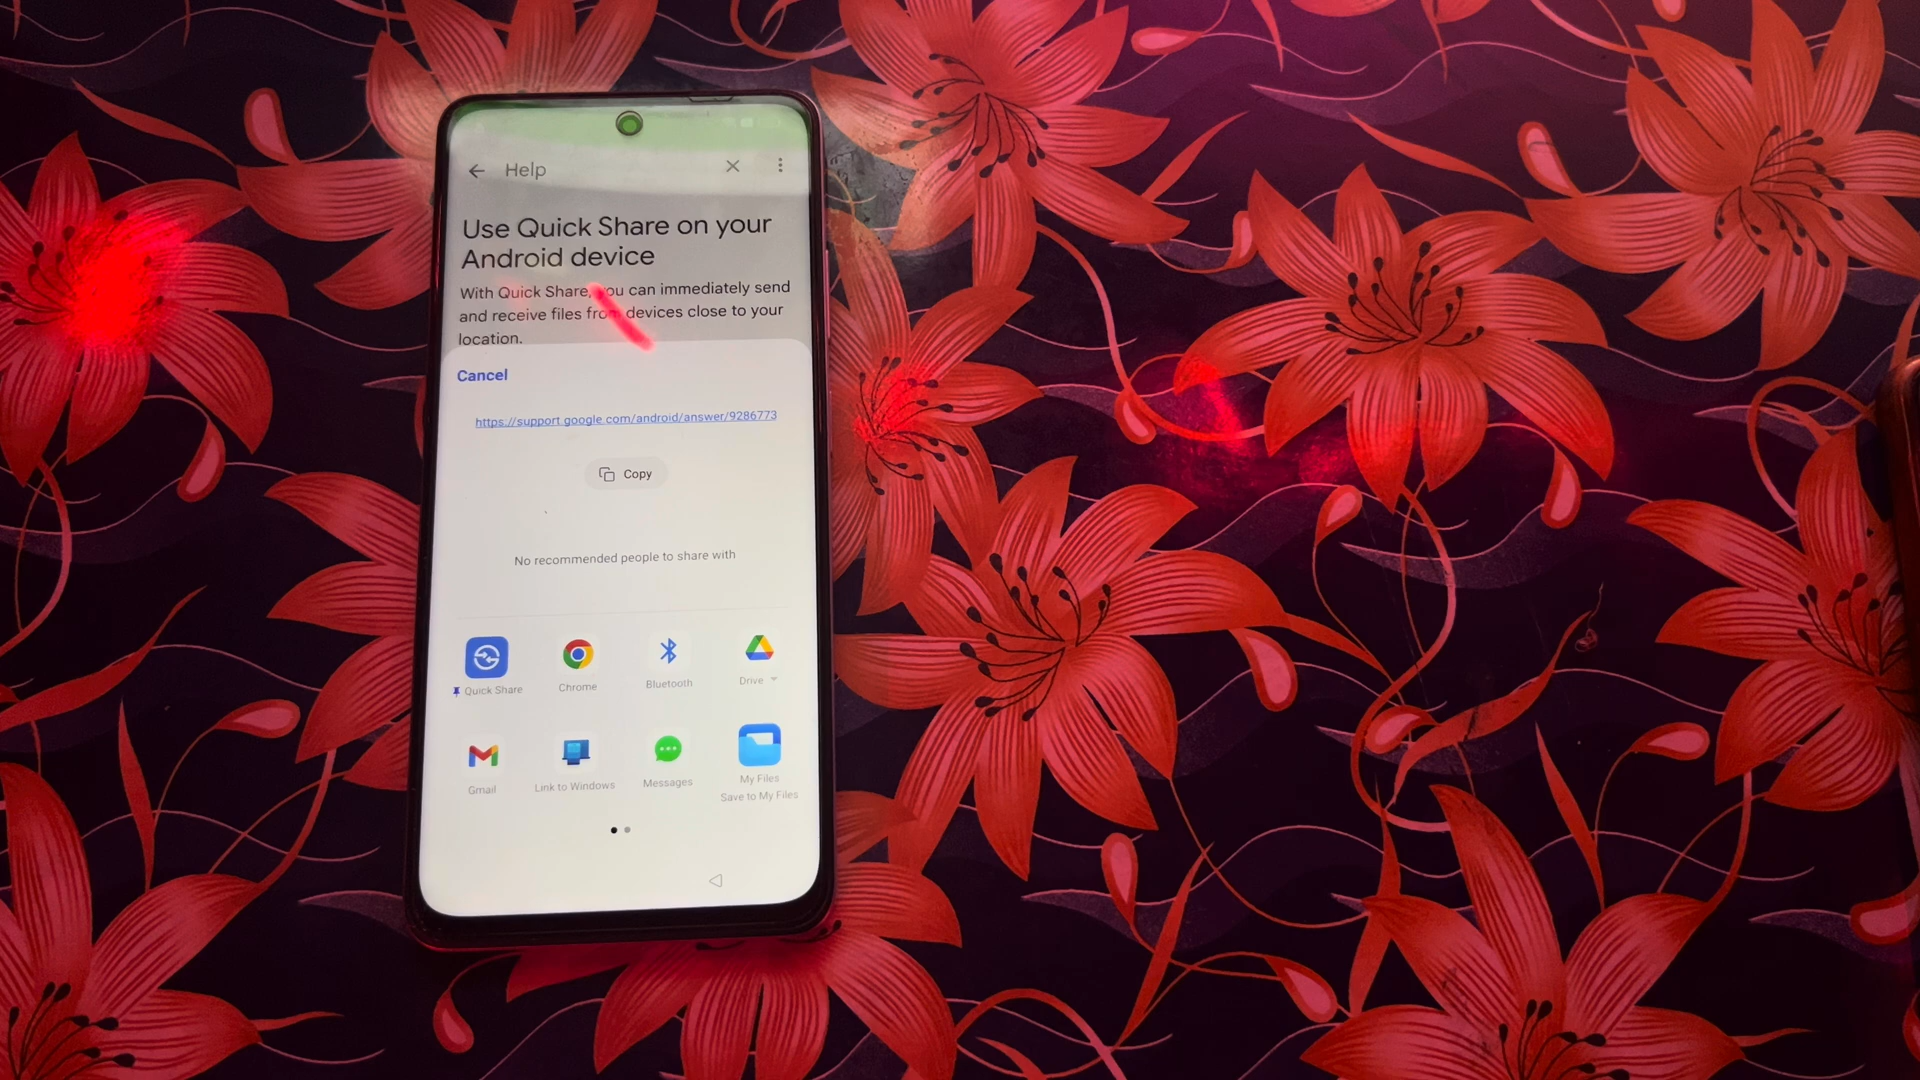 Help
Use Quick Share on your
Android device
With Quick Share, you can immediately send
and receive files from devices close to your
location.
Cancel
https://support.google.com/android/answer/9286773
Copy
No recommended people to share with
Quick Share Chrome Bluetooth Drive
Gmail Link to Windows Messages My Files
Save to My Files